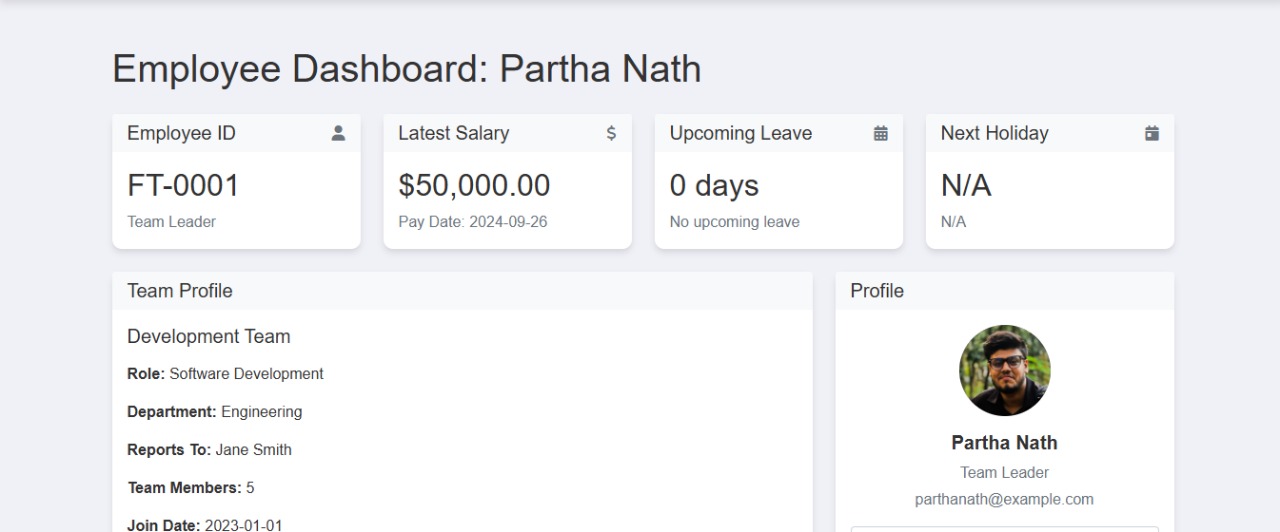 Employee Dashboard: Partha Nath
Employee ID
FT-0001
Team Leader
Latest Salary
$50,000.00
Pay Date: 2024-09-26
Upcoming Leave
0 days
No upcoming leave
Next Holiday
N/A
N/A
Team Profile
Development Team
Role: Software Development
Department: Engineering
Reports To: Jane Smith
Team Members: 5
Join Date: 2023-01-01
Profile
Partha Nath
Team Leader
parthanath@example.com